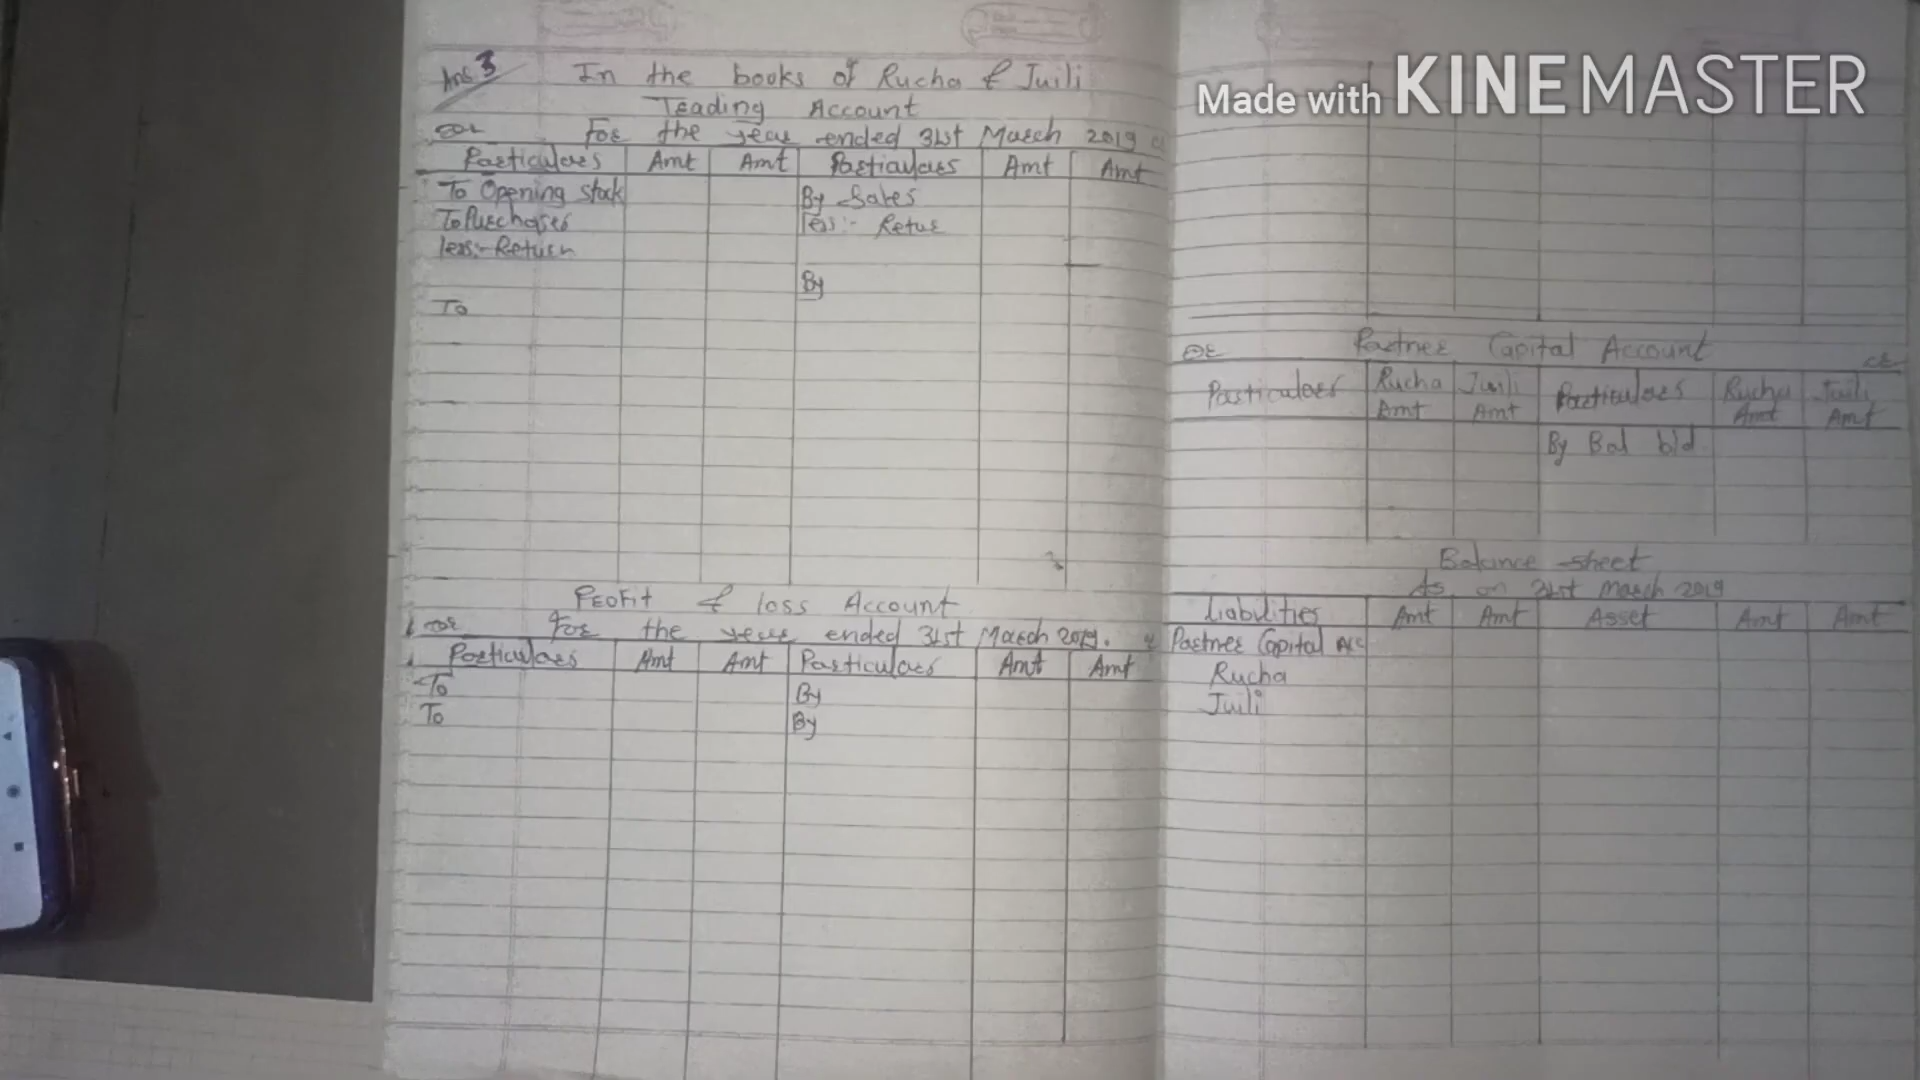 Ans 3
In the books of Rucha & Juili
Trading Account
For the year ended 31st March 2019
Particulars Amt Amt Particulars Amt Amt
To Opening stock By Sales
To Purchases less:- Retur
less:- Return
By
To
Profit & loss Account
Dr For the year ended 31st March 2019.
Particulars Amt Amt Particulars Amt Amt
To By
To By
Made with KINEMASTER
Partner Capital Account
Dr Cr
Particulars Rucha Juili Particulars Rucha Juili
Amt Amt Amt Amt
By Bal b/d
Balance sheet
As on 31st March 2019
Liabilities Amt Amt Asset Amt Amt
Partner Capital A/c
Rucha
Juili